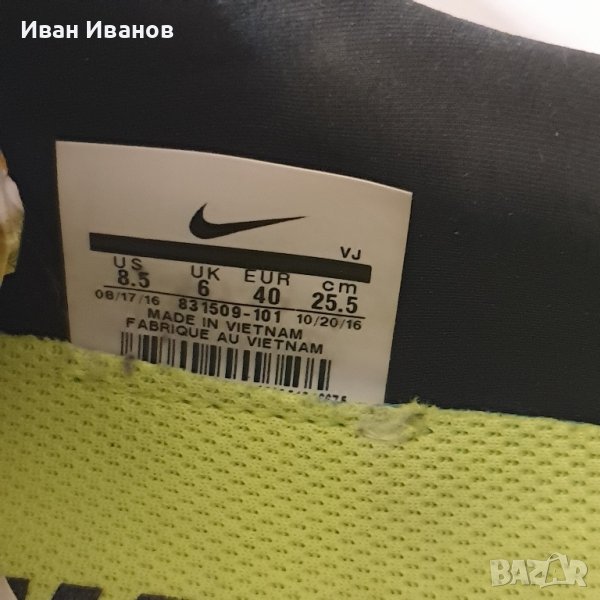 Иван Иванов
VJ
US UK EUR cm
8.5 6 40 25.5
08/17/16 831509-101 10/20/16
MADE IN VIETNAM
FABRIQUE AU VIETNAM
BAZAR